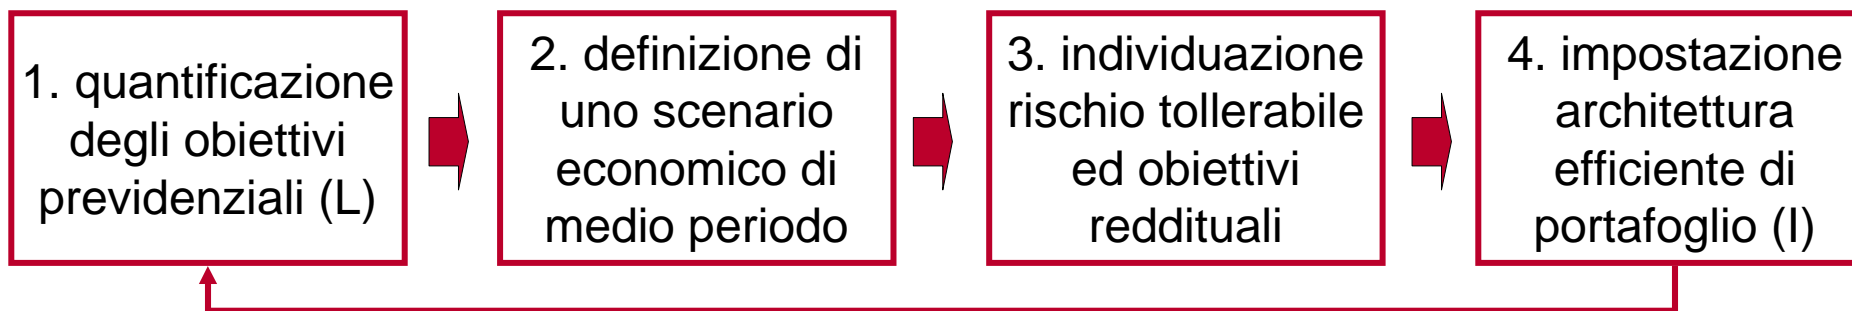 1. quantificazione
degli obiettivi
previdenziali (L)
2. definizione di
uno scenario
economico di
medio periodo
3. individuazione
rischio tollerabile
ed obiettivi
reddituali
4. impostazione
architettura
efficiente di
portafoglio (I)